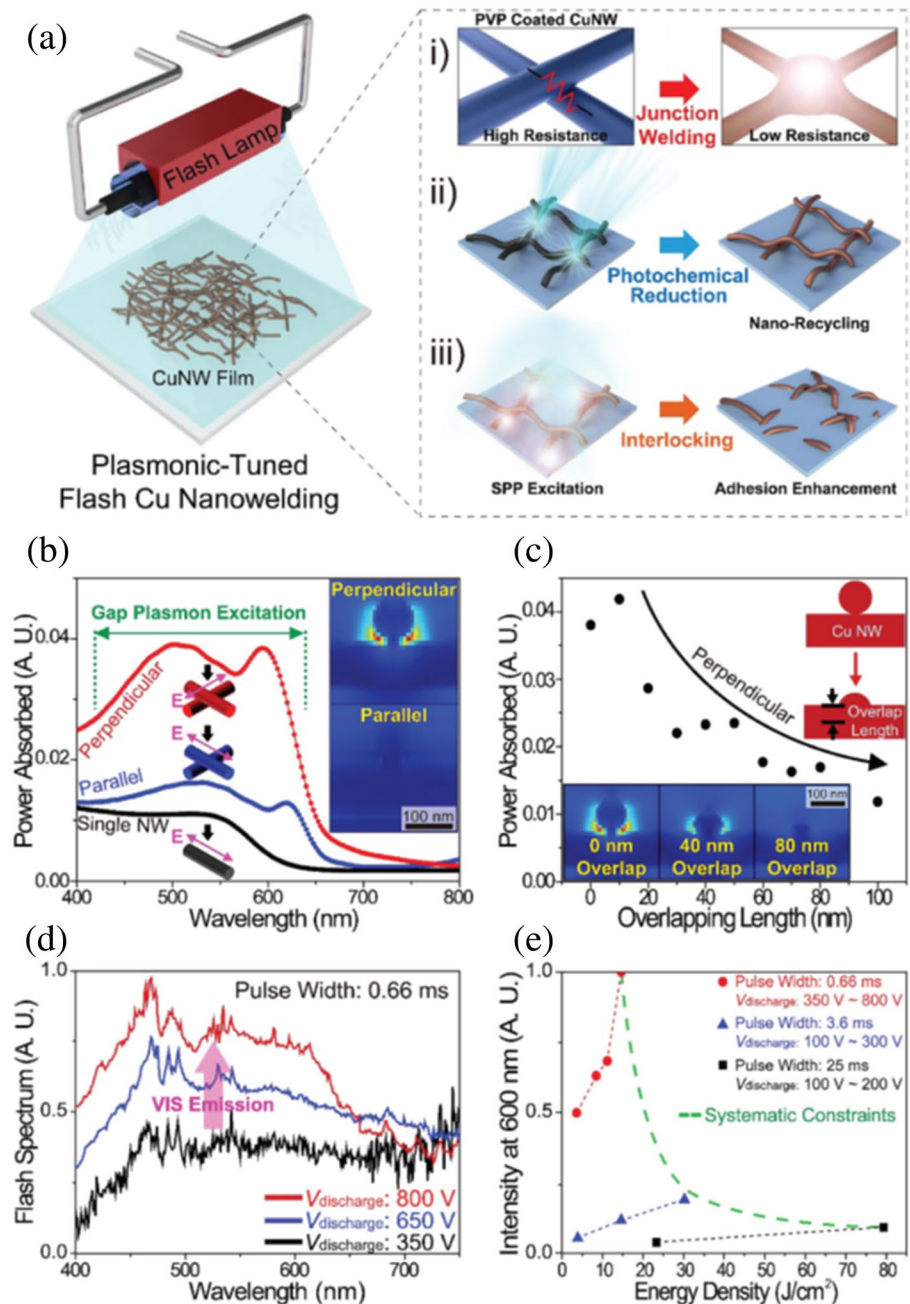 (a)
Flash Lamp
CuNW Film
Plasmonic-Tuned
Flash Cu Nanowelding
i)
PVP Coated CuNW
High Resistance
Junction
Welding
Low Resistance
ii)
Photochemical
Reduction
Nano-Recycling
iii)
Interlocking
SPP Excitation
Adhesion Enhancement
(b)
Power Absorbed (A. U.)
0.04
0.02
0.00
Gap Plasmon Excitation
Perpendicular
E
Parallel
E
Single NW
E
Perpendicular
Parallel
100 nm
400 500 600 700 800
Wavelength (nm)
(c)
Power Absorbed (A. U.)
0.04
0.03
0.02
0.01
0.00
Perpendicular
Cu NW
Overlap
Length
100 nm
0 nm
Overlap
40 nm
Overlap
80 nm
Overlap
0 20 40 60 80 100
Overlapping Length (nm)
(d)
Flash Spectrum (A. U.)
1.0
0.5
0.0
Pulse Width: 0.66 ms
VIS Emission
Vdischarge: 800 V
Vdischarge: 650 V
Vdischarge: 350 V
400 500 600 700
Wavelength (nm)
(e)
Intensity at 600 nm (A. U.)
1.0
0.5
0.0
Pulse Width: 0.66 ms
Vdischarge: 350 V ~ 800 V
Pulse Width: 3.6 ms
Vdischarge: 100 V ~ 300 V
Pulse Width: 25 ms
Vdischarge: 100 V ~ 200 V
Systematic Constraints
0 10 20 30 40 50 60 70 80
Energy Density (J/cm²)